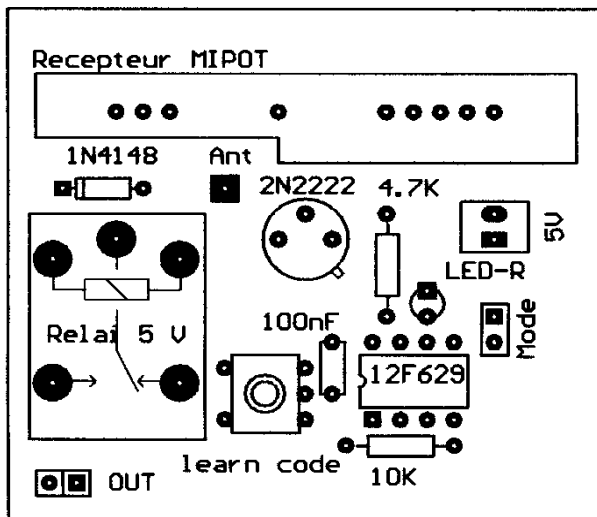 Recepteur MIPOT
1N4148
Ant
2N2222
4.7K
5V
LED-R
100nF
Mode
Relai 5 V
12F629
learn code
10K
OUT